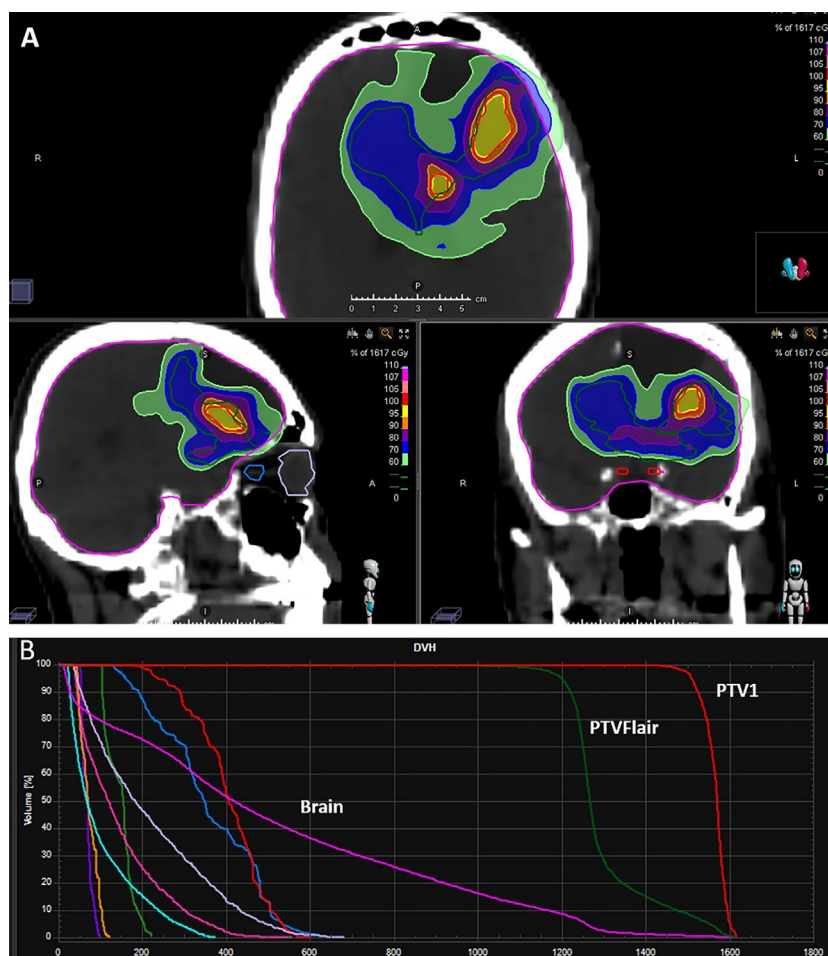 A
A
% of 1617 cGy
110
107
105
100
95
90
80
70
60
0
R
L
P
0 1 2 3 4 5 cm
S
% of 1617 cGy
110
107
105
100
95
90
80
70
60
0
P
A
I
cm
S
% of 1617 cGy
110
107
105
100
95
90
80
70
60
0
R
L
I
B
DVH
PTV1
PTVFlair
Brain
Volume [%]
100
90
80
70
60
50
40
30
20
10
0
0 200 400 600 800 1000 1200 1400 1600 1800